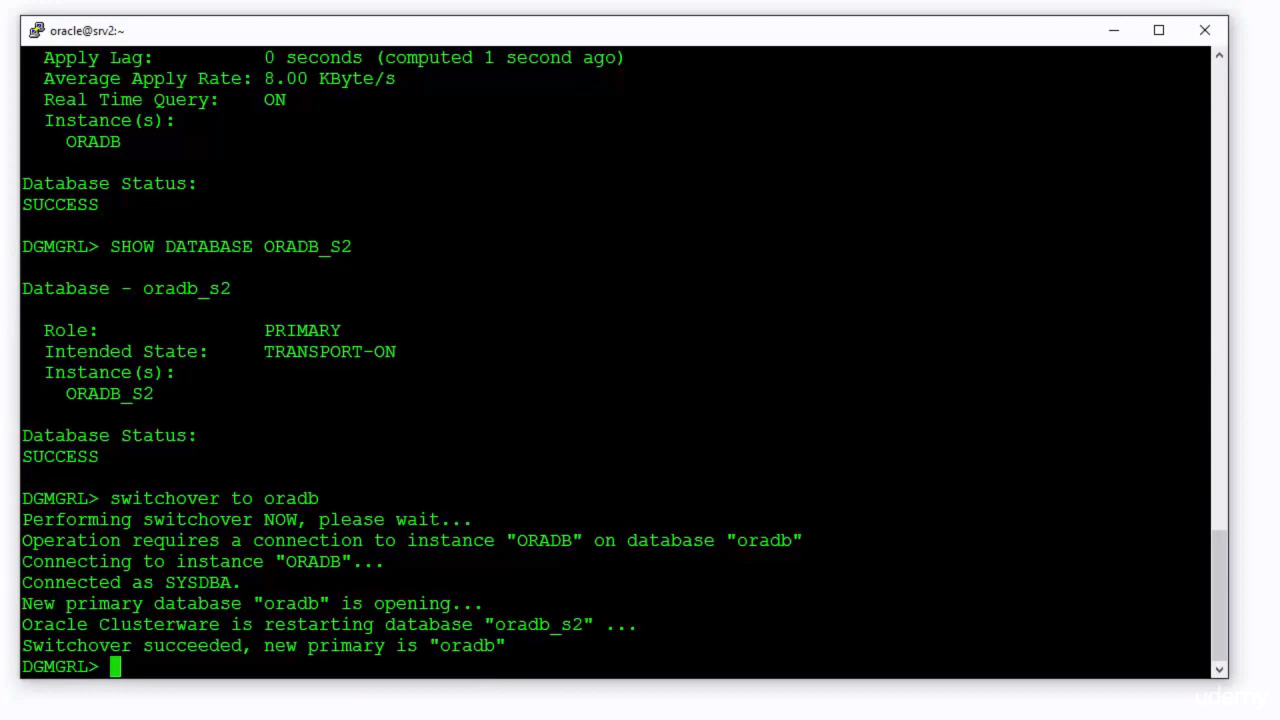 oracle@srv2:~
Apply Lag: 0 seconds (computed 1 second ago)
Average Apply Rate: 8.00 KByte/s
Real Time Query: ON
Instance(s):
ORADB
Database Status:
SUCCESS
DGMGRL> SHOW DATABASE ORADB_S2
Database - oradb_s2
Role: PRIMARY
Intended State: TRANSPORT-ON
Instance(s):
ORADB_S2
Database Status:
SUCCESS
DGMGRL> switchover to oradb
Performing switchover NOW, please wait...
Operation requires a connection to instance "ORADB" on database "oradb"
Connecting to instance "ORADB"...
Connected as SYSDBA.
New primary database "oradb" is opening...
Oracle Clusterware is restarting database "oradb_s2" ...
Switchover succeeded, new primary is "oradb"
DGMGRL>
udemy